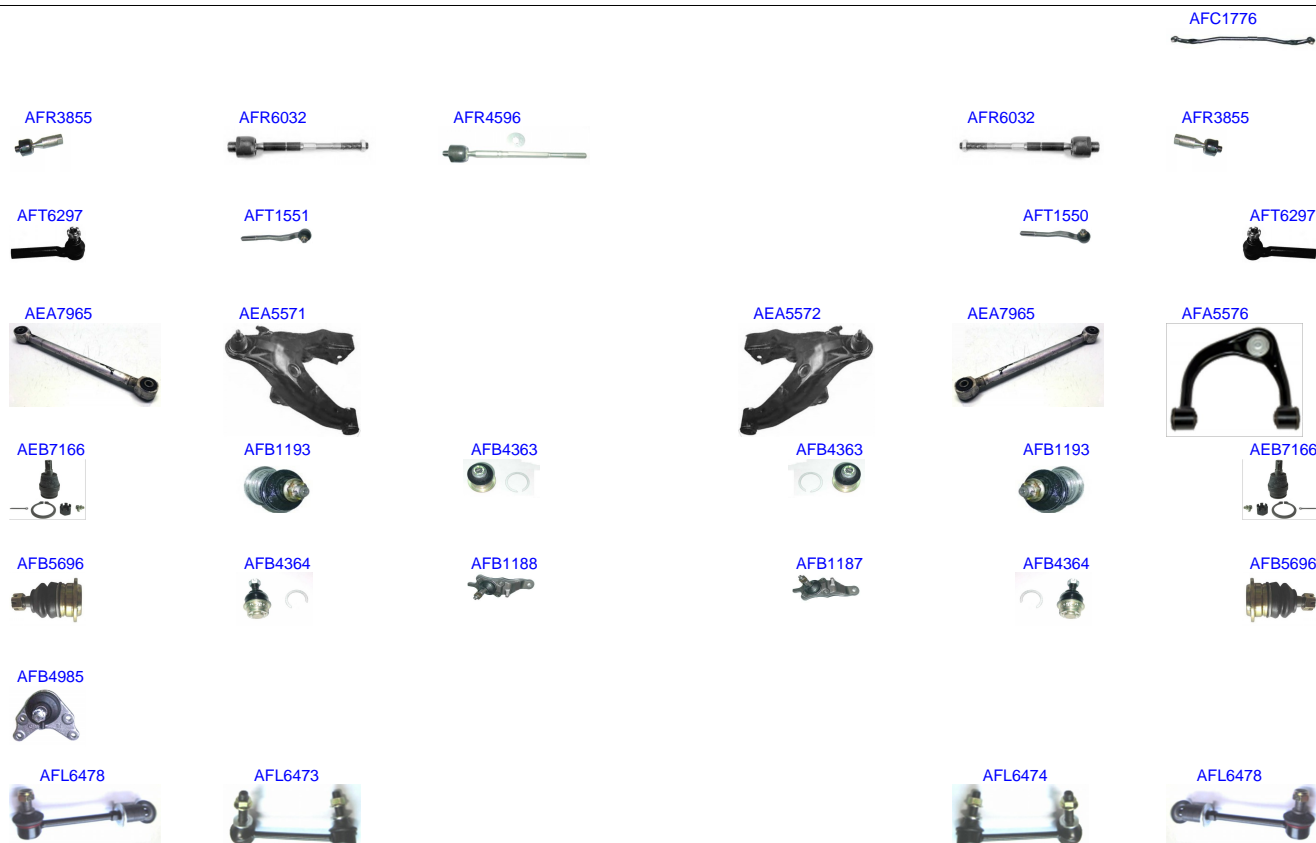 AFC1776
AFR3855 AFR6032 AFR4596 AFR6032 AFR3855
AFT6297 AFT1551 AFT1550 AFT6297
AEA7965 AEA5571 AEA5572 AEA7965 AFA5576
AEB7166 AFB1193 AFB4363 AFB4363 AFB1193 AEB7166
AFB5696 AFB4364 AFB1188 AFB1187 AFB4364 AFB5696
AFB4985
AFL6478 AFL6473 AFL6474 AFL6478